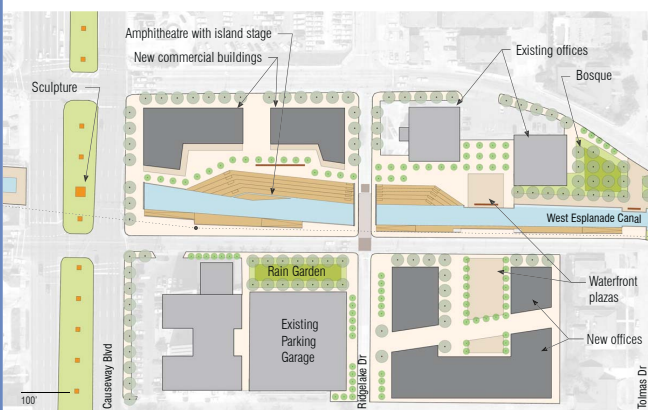 Amphitheatre with island stage
New commercial buildings
Existing offices
Bosque
Sculpture
West Esplanade Canal
Rain Garden
Waterfront
plazas
Existing
Parking
Garage
New offices
100'
Causeway Blvd
Ridgelake Dr
Tolmas Dr